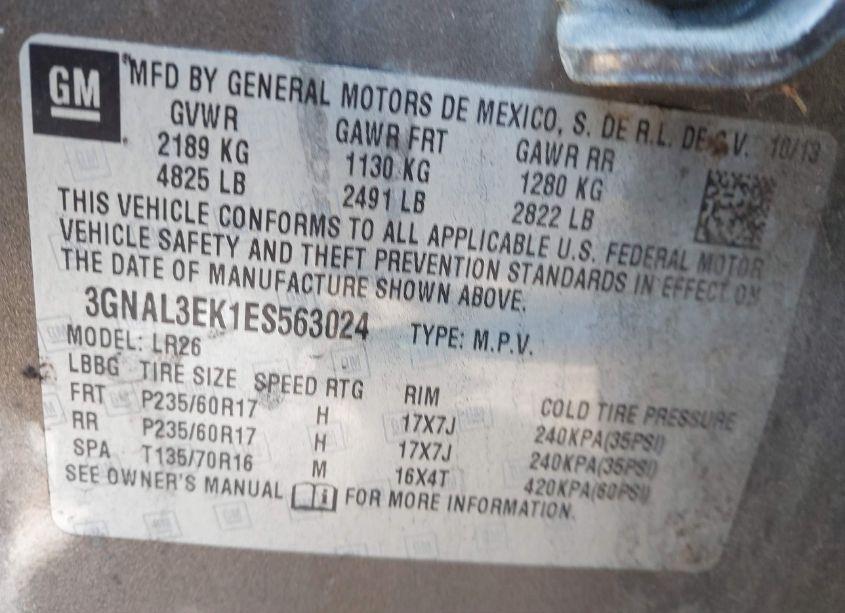 GM
MFD BY GENERAL MOTORS DE MEXICO, S. DE R.L. DE C.V. 10/13
GVWR GAWR FRT GAWR RR
2189 KG 1130 KG 1280 KG
4825 LB 2491 LB 2822 LB
THIS VEHICLE CONFORMS TO ALL APPLICABLE U.S. FEDERAL MOTOR
VEHICLE SAFETY AND THEFT PREVENTION STANDARDS IN EFFECT ON
THE DATE OF MANUFACTURE SHOWN ABOVE.
3GNAL3EK1ES563024 TYPE: M.P.V.
MODEL: LR26
LBBG TIRE SIZE SPEED RTG RIM COLD TIRE PRESSURE
FRT P235/60R17 H 17X7J 240KPA(35PSI)
RR P235/60R17 H 17X7J 240KPA(35PSI)
SPA T135/70R16 M 16X4T 420KPA(60PSI)
SEE OWNER'S MANUAL i FOR MORE INFORMATION.